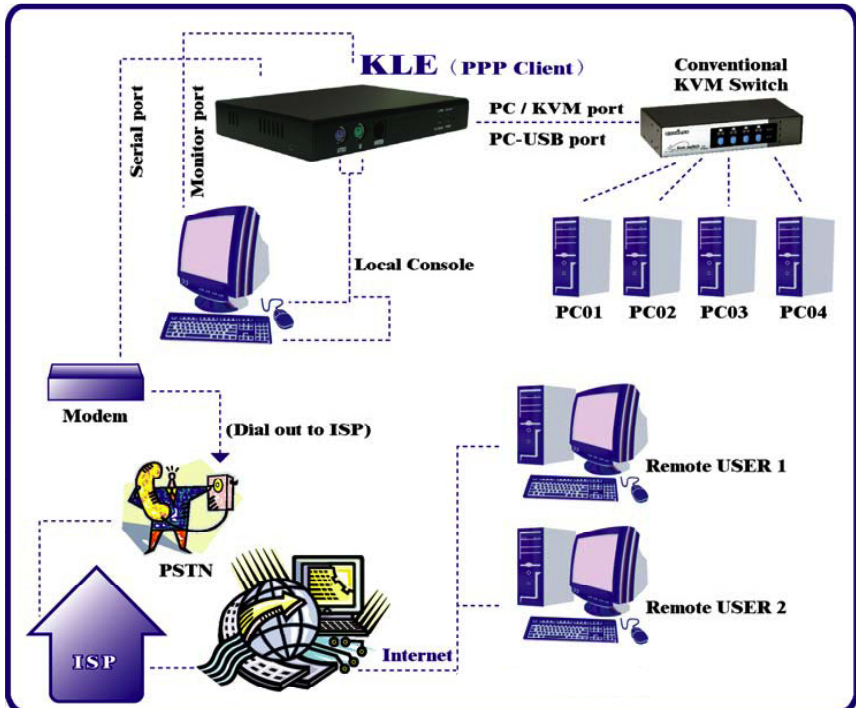 KLE (PPP Client)
Conventional
KVM Switch
Serial port
Monitor port
PC / KVM port
PC-USB port
Local Console
PC01
PC02
PC03
PC04
Modem
(Dial out to ISP)
Remote USER 1
PSTN
Remote USER 2
ISP
Internet